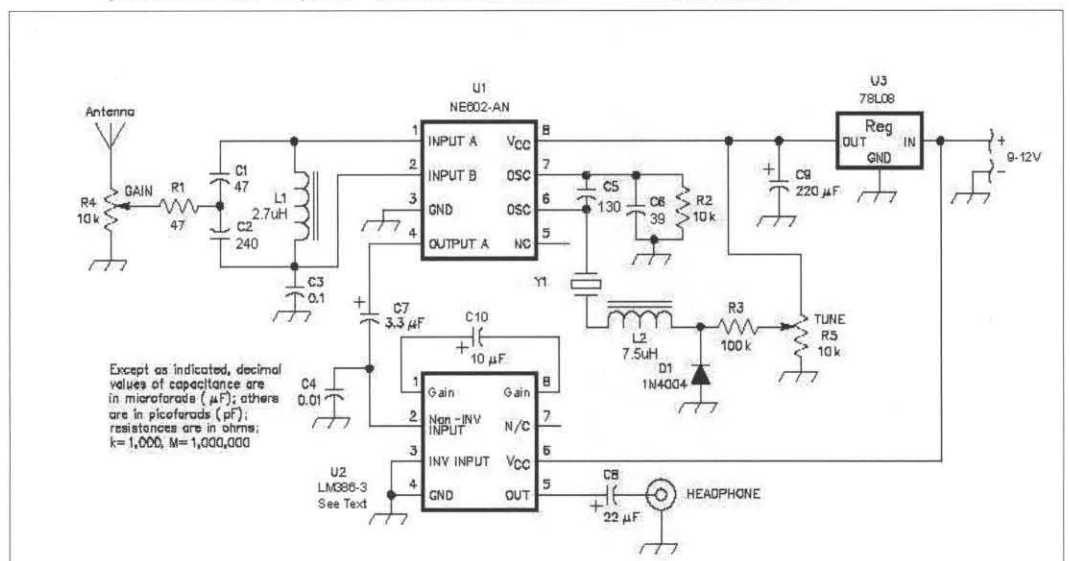 U1
NE602-AN
U3
78L08
Antenna
Reg
OUT
IN
GND
+
9-12V
-
1
INPUT A
2
INPUT B
3
GND
4
OUTPUT A
VCC
8
OSC
7
OSC
6
NC
5
GAIN
R4
10k
R1
47
C1
47
C2
240
L1
2.7uH
C3
0.1
C5
130
C6
39
R2
10k
+
C9
220 µF
Y1
L2
7.5uH
R3
100k
TUNE
R5
10k
D1
1N4004
+
C7
3.3 µF
C10
+
10 µF
C4
0.01
Except as indicated, decimal
values of capacitance are
in microfarads (µF); others
are in picofarads (pF);
resistances are in ohms;
k=1,000, M=1,000,000
1
Gain
2
Non-INV
INPUT
3
INV INPUT
4
GND
Gain
8
N/C
7
VCC
6
OUT
5
U2
LM386-3
See Text
C8
+
22 µF
HEADPHONE